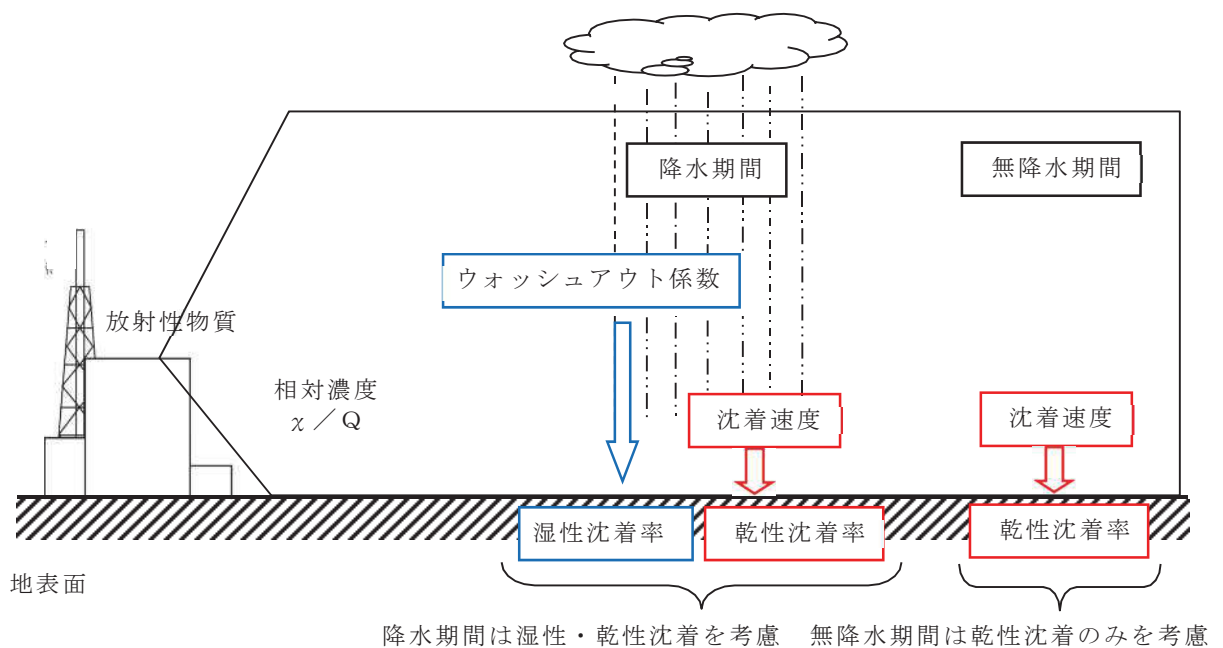 降水期間
無降水期間
ウォッシュアウト係数
放射性物質
相対濃度
χ／Q
沈着速度
沈着速度
湿性沈着率
乾性沈着率
乾性沈着率
地表面
降水期間は湿性・乾性沈着を考慮
無降水期間は乾性沈着のみを考慮